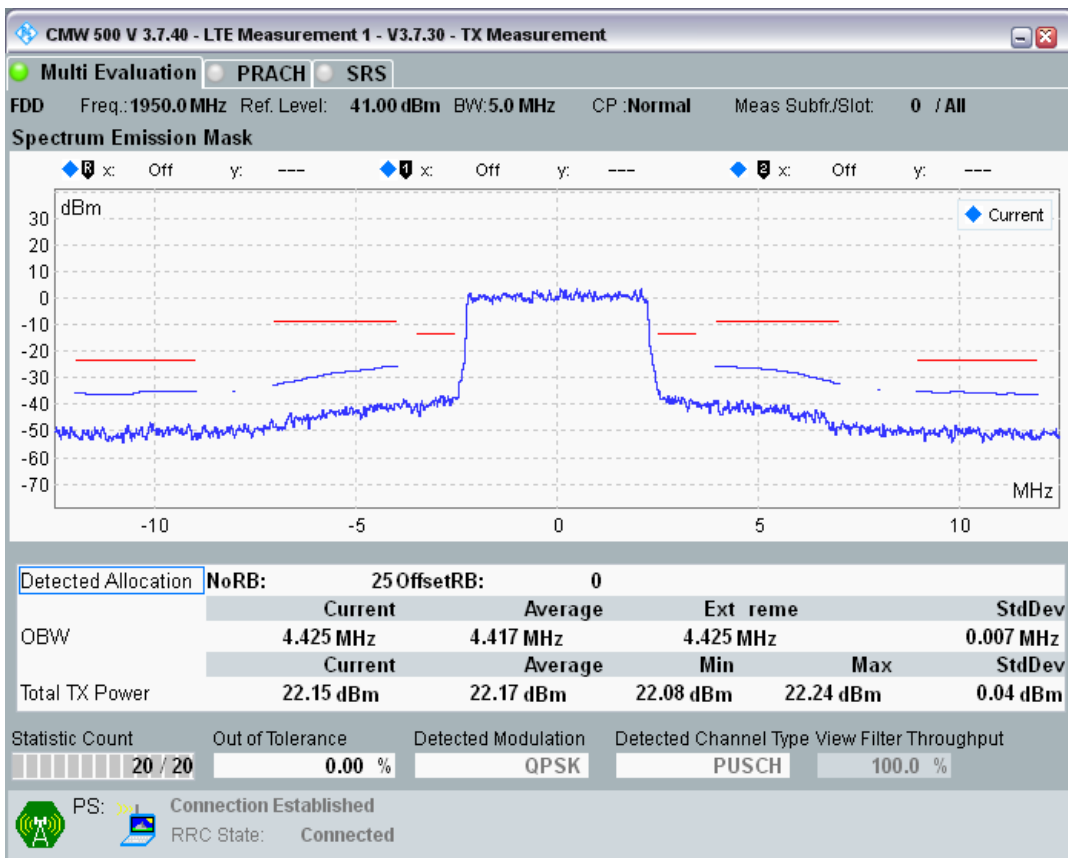 CMW 500 V 3.7.40 - LTE Measurement 1 - V3.7.30 - TX Measurement
Multi Evaluation PRACH SRS
FDD Freq.: 1950.0 MHz Ref. Level: 41.00 dBm BW: 5.0 MHz CP : Normal Meas Subfr./Slot: 0 / All
Spectrum Emission Mask
R x: Off y: --- 1 x: Off y: --- 2 x: Off y: ---
dBm
Current
30
20
10
0
-10
-20
-30
-40
-50
-60
-70
MHz
-10 -5 0 5 10
Detected Allocation NoRB: 25 OffsetRB: 0
Current Average Ext reme StdDev
OBW 4.425 MHz 4.417 MHz 4.425 MHz 0.007 MHz
Current Average Min Max StdDev
Total TX Power 22.15 dBm 22.17 dBm 22.08 dBm 22.24 dBm 0.04 dBm
Statistic Count Out of Tolerance Detected Modulation Detected Channel Type View Filter Throughput
20 / 20 0.00 % QPSK PUSCH 100.0 %
PS: Connection Established
RRC State: Connected